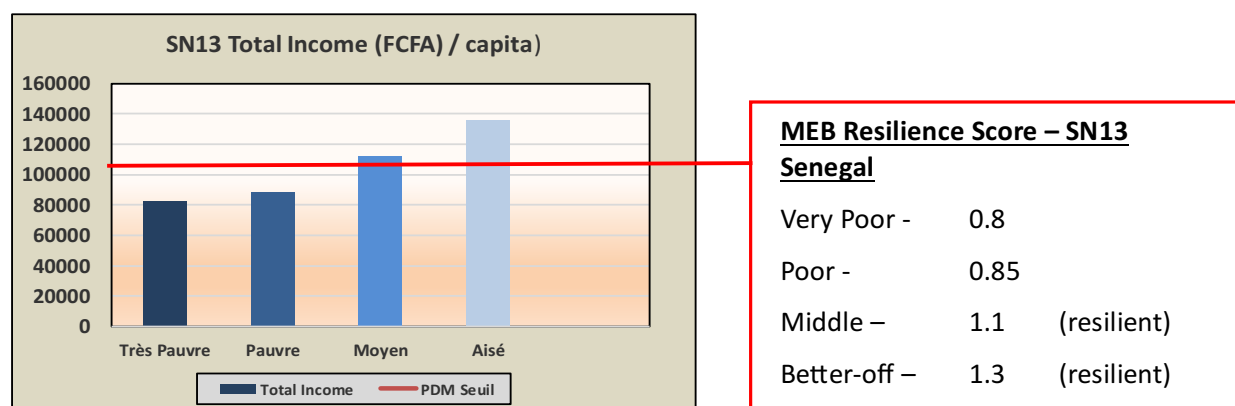 SN13 Total Income (FCFA) / capita)
160000
140000
120000
100000
80000
60000
40000
20000
0
Très Pauvre Pauvre Moyen Aisé
Total Income PDM Seuil
MEB Resilience Score – SN13
Senegal
Very Poor - 0.8
Poor - 0.85
Middle – 1.1 (resilient)
Better-off – 1.3 (resilient)